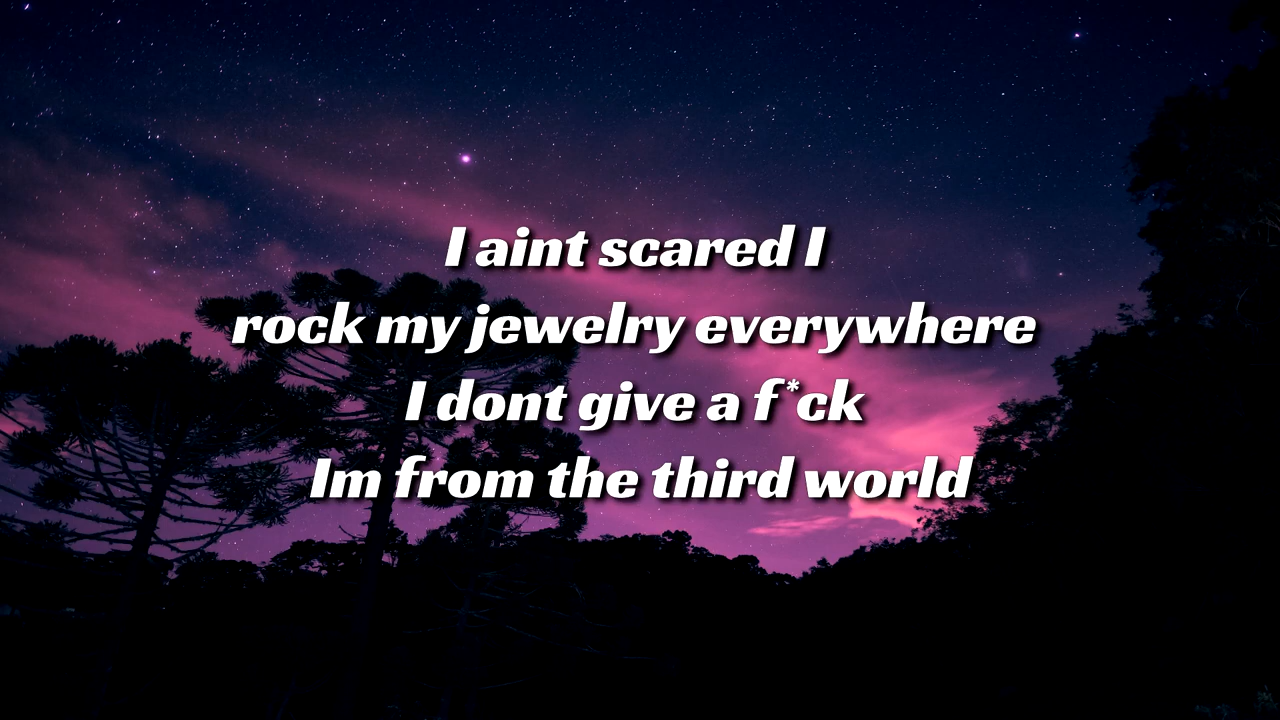 I aint scared I
rock my jewelry everywhere
I dont give a f*ck
Im from the third world